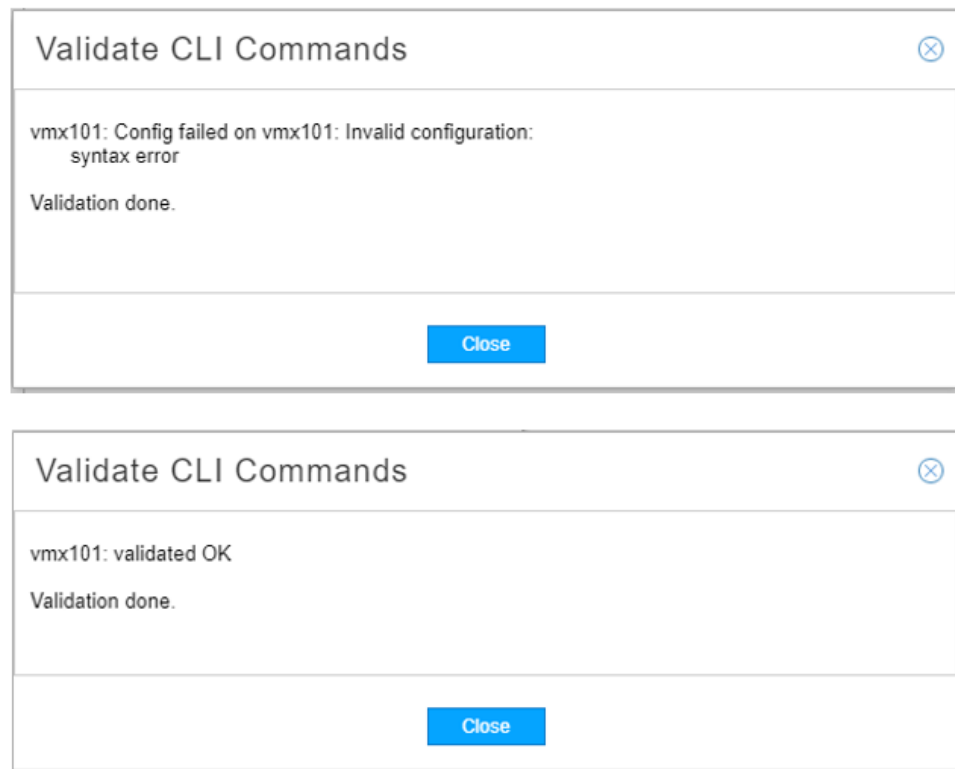 Validate CLI Commands
vmx101: Config failed on vmx101: Invalid configuration:
syntax error
Validation done.
Close
Validate CLI Commands
vmx101: validated OK
Validation done.
Close